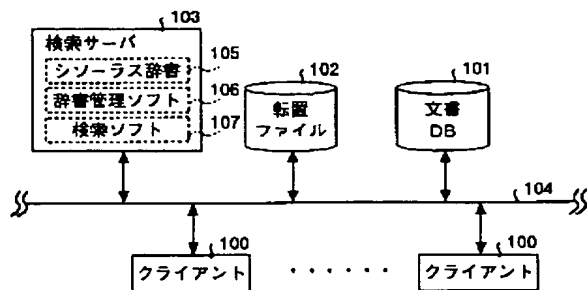 103
検索サーバ
シソーラス辞書
105
辞書管理ソフト
106
検索ソフト
107
102
転置
ファイル
101
文書
DB
104
100
クライアント
・・・・・・
100
クライアント